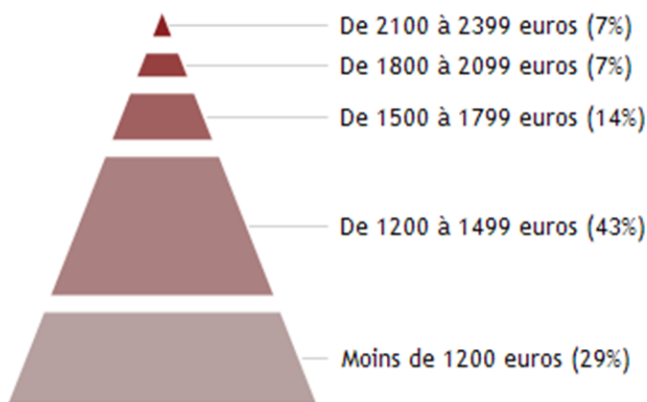 De 2100 à 2399 euros (7%)
De 1800 à 2099 euros (7%)
De 1500 à 1799 euros (14%)
De 1200 à 1499 euros (43%)
Moins de 1200 euros (29%)